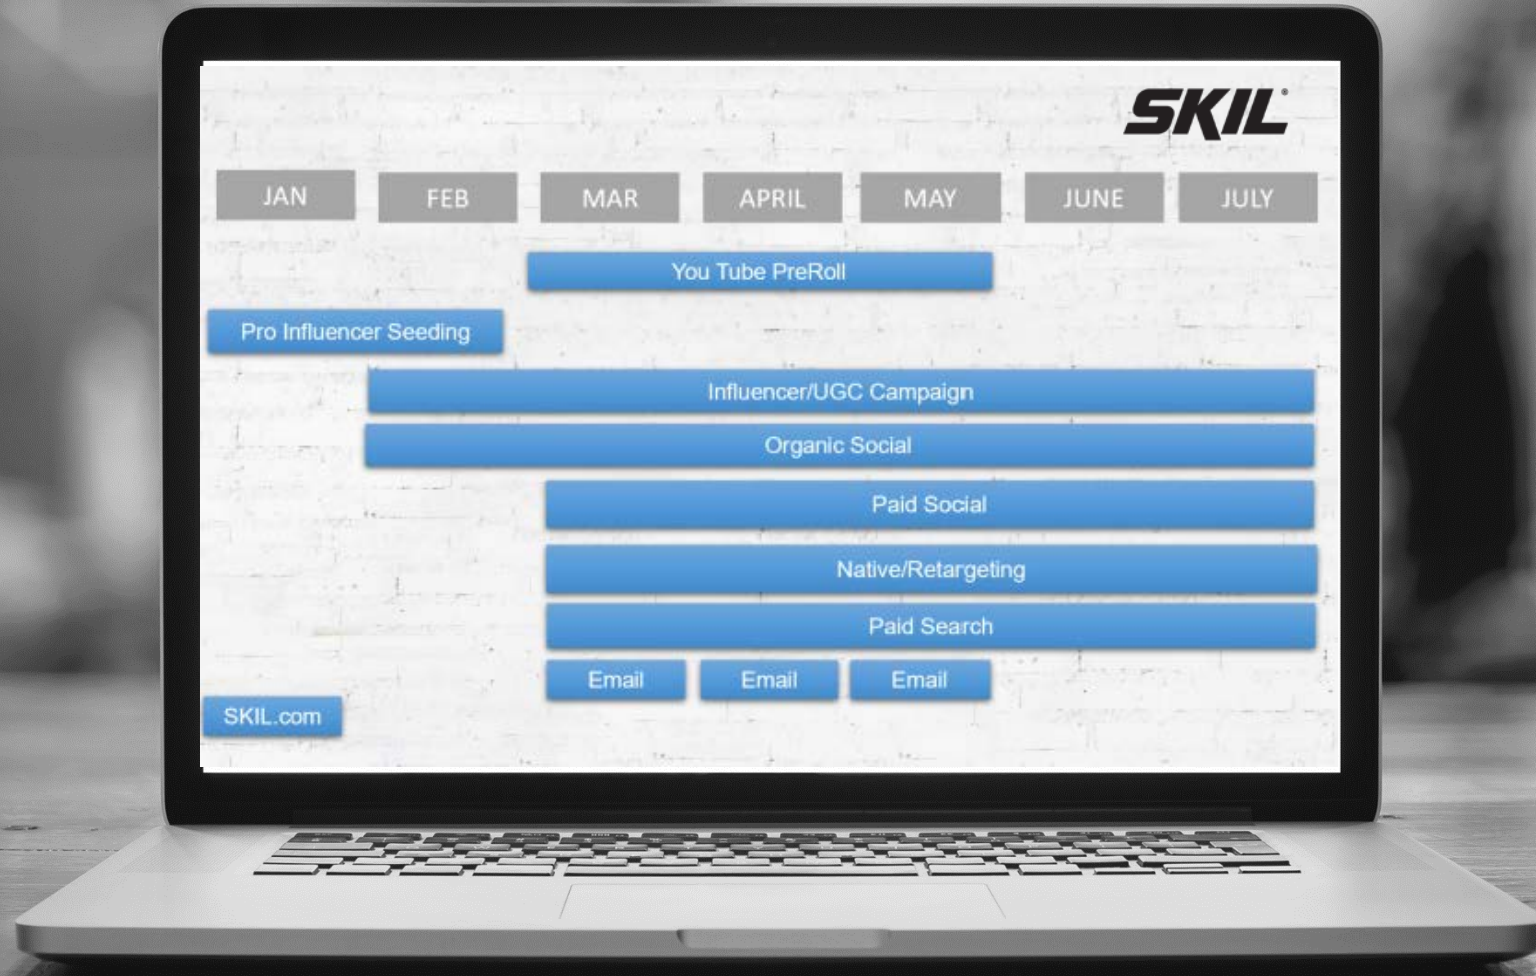 SKIL®
JAN FEB MAR APRIL MAY JUNE JULY
You Tube PreRoll
Pro Influencer Seeding
Influencer/UGC Campaign
Organic Social
Paid Social
Native/Retargeting
Paid Search
Email Email Email
SKIL.com